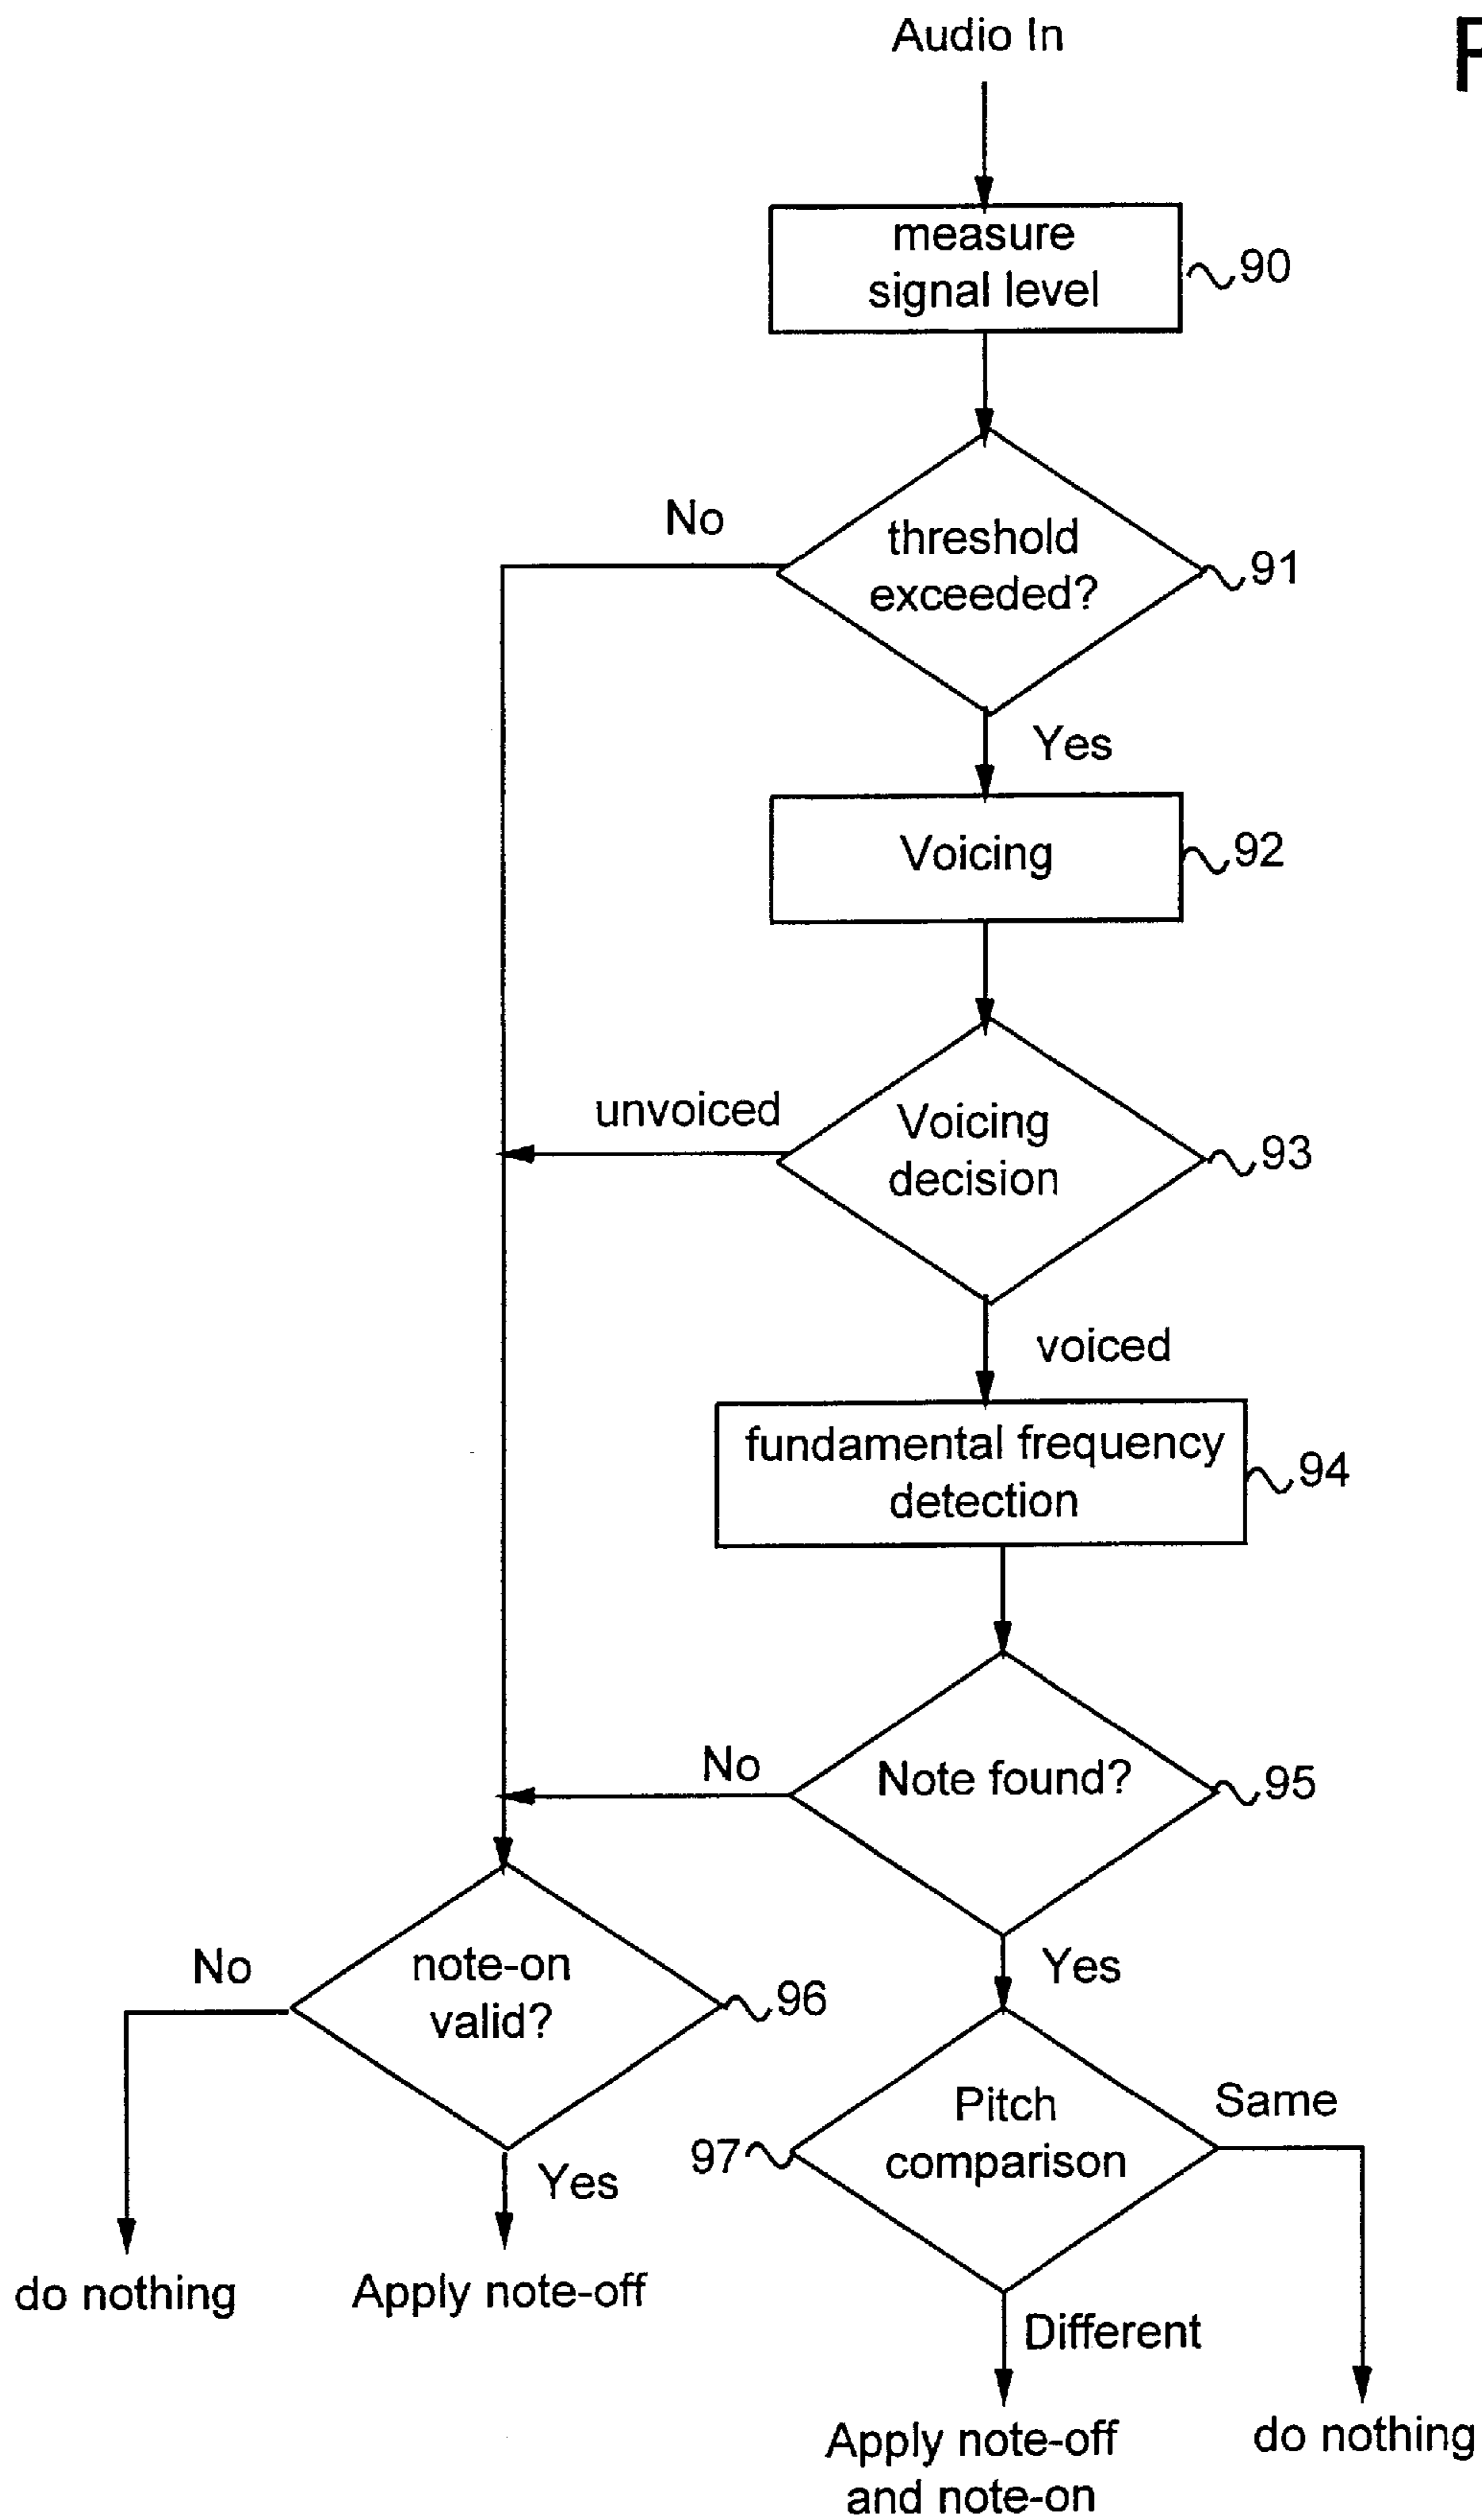 Audio In
measure
signal level
90
No
threshold
exceeded?
91
Yes
Voicing
92
unvoiced
Voicing
decision
93
voiced
fundamental frequency
detection
94
No
Note found?
95
No
note-on
valid?
96
Yes
Pitch
comparison
97
Same
Yes
do nothing
Apply note-off
Different
Apply note-off
and note-on
do nothing